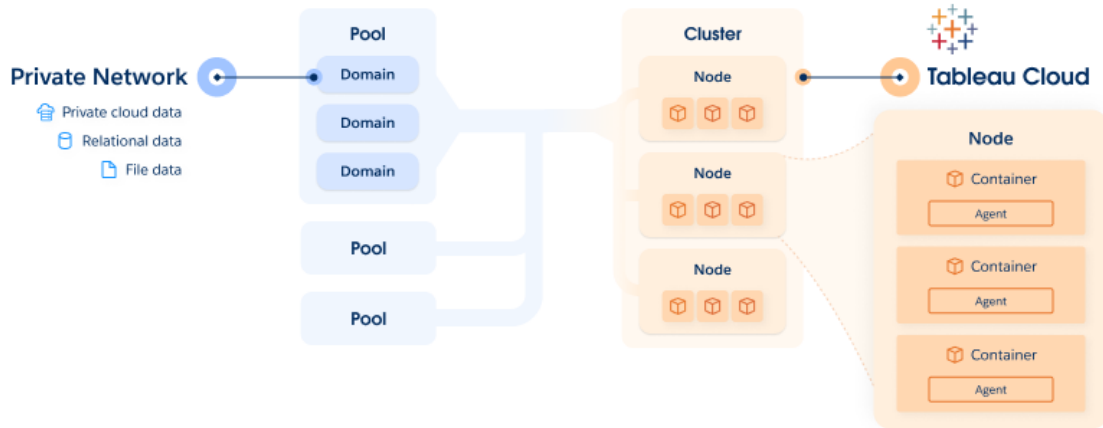 Private Network
Private cloud data
Relational data
File data
Pool
Domain
Domain
Domain
Pool
Pool
Cluster
Node
Node
Node
Tableau Cloud
Node
Container
Agent
Container
Agent
Container
Agent